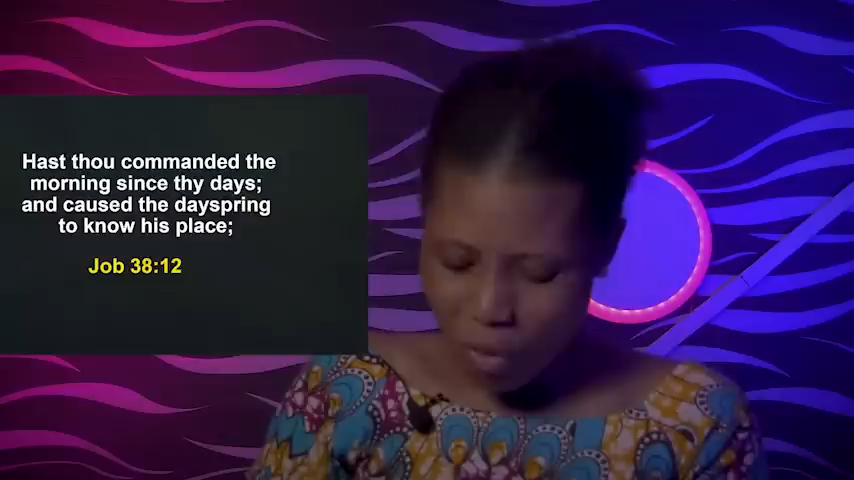 Hast thou commanded the
morning since thy days;
and caused the dayspring
to know his place;
Job 38:12